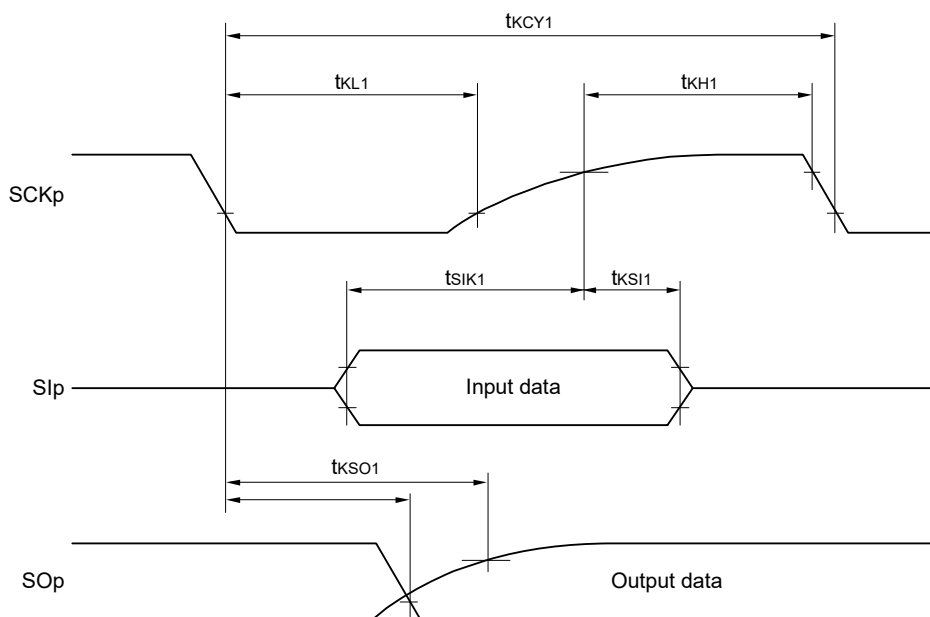 tKCY1
tKL1
tKH1
SCKp
tSIK1
tKSI1
SIp
Input data
tKSO1
SOp
Output data